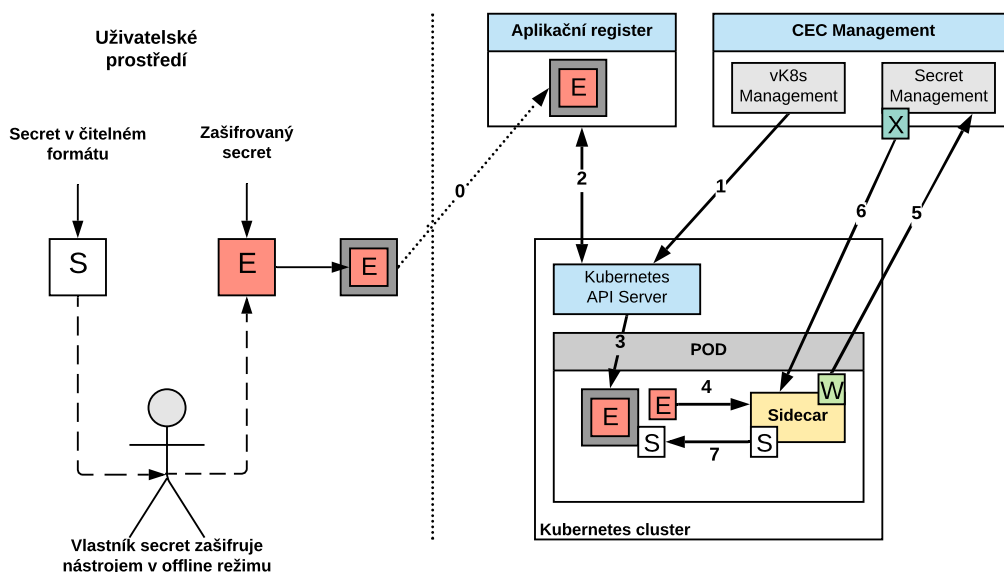 Uživatelské
prostředí
Secret v čitelném
formátu
Zašifrovaný
secret
S
E
E
Vlastník secret zašifruje
nástrojem v offline režimu
0
Aplikační register
E
CEC Management
vK8s
Management
Secret
Management
X
2
1
6
5
Kubernetes
API Server
3
POD
E
E
4
W
Sidecar
S
7
S
Kubernetes cluster